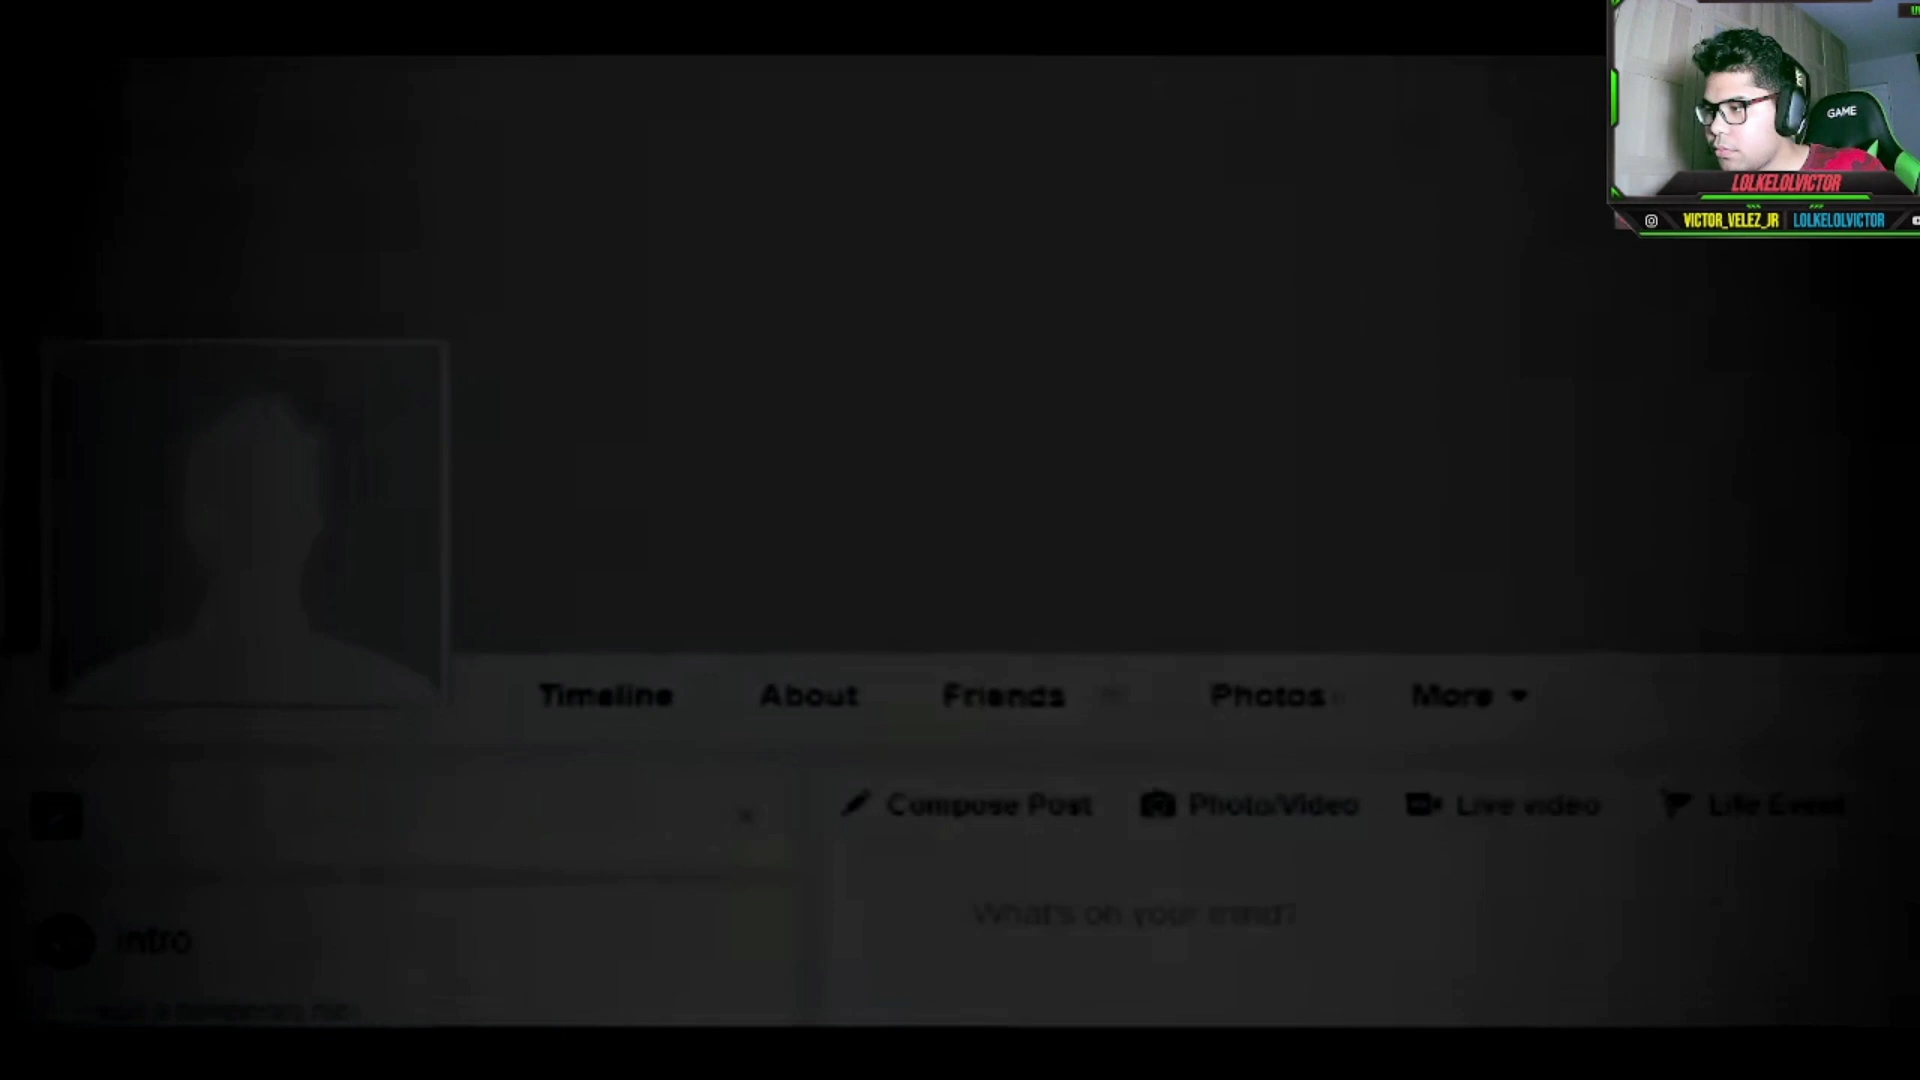 GAME
LOLKELOLVICTOR
VICTOR_VELEZ_JR LOLKELOLVICTOR
Timeline About Friends Photos More
Compose Post Photo/Video Live video Life Event
What's on your mind?
Intro